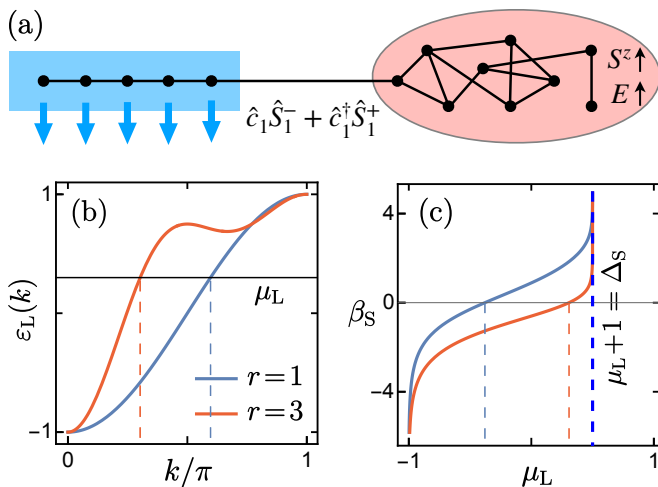 (a)
S^z ↑
E ↑
ĉ₁Ŝ₁⁻ + ĉ₁†Ŝ₁⁺
(b)
1
-1
ε_L(k)
μ_L
r = 1
r = 3
0
1
k/π
(c)
4
0
-4
β_S
μ_L + 1 = Δ_S
-1
1
μ_L